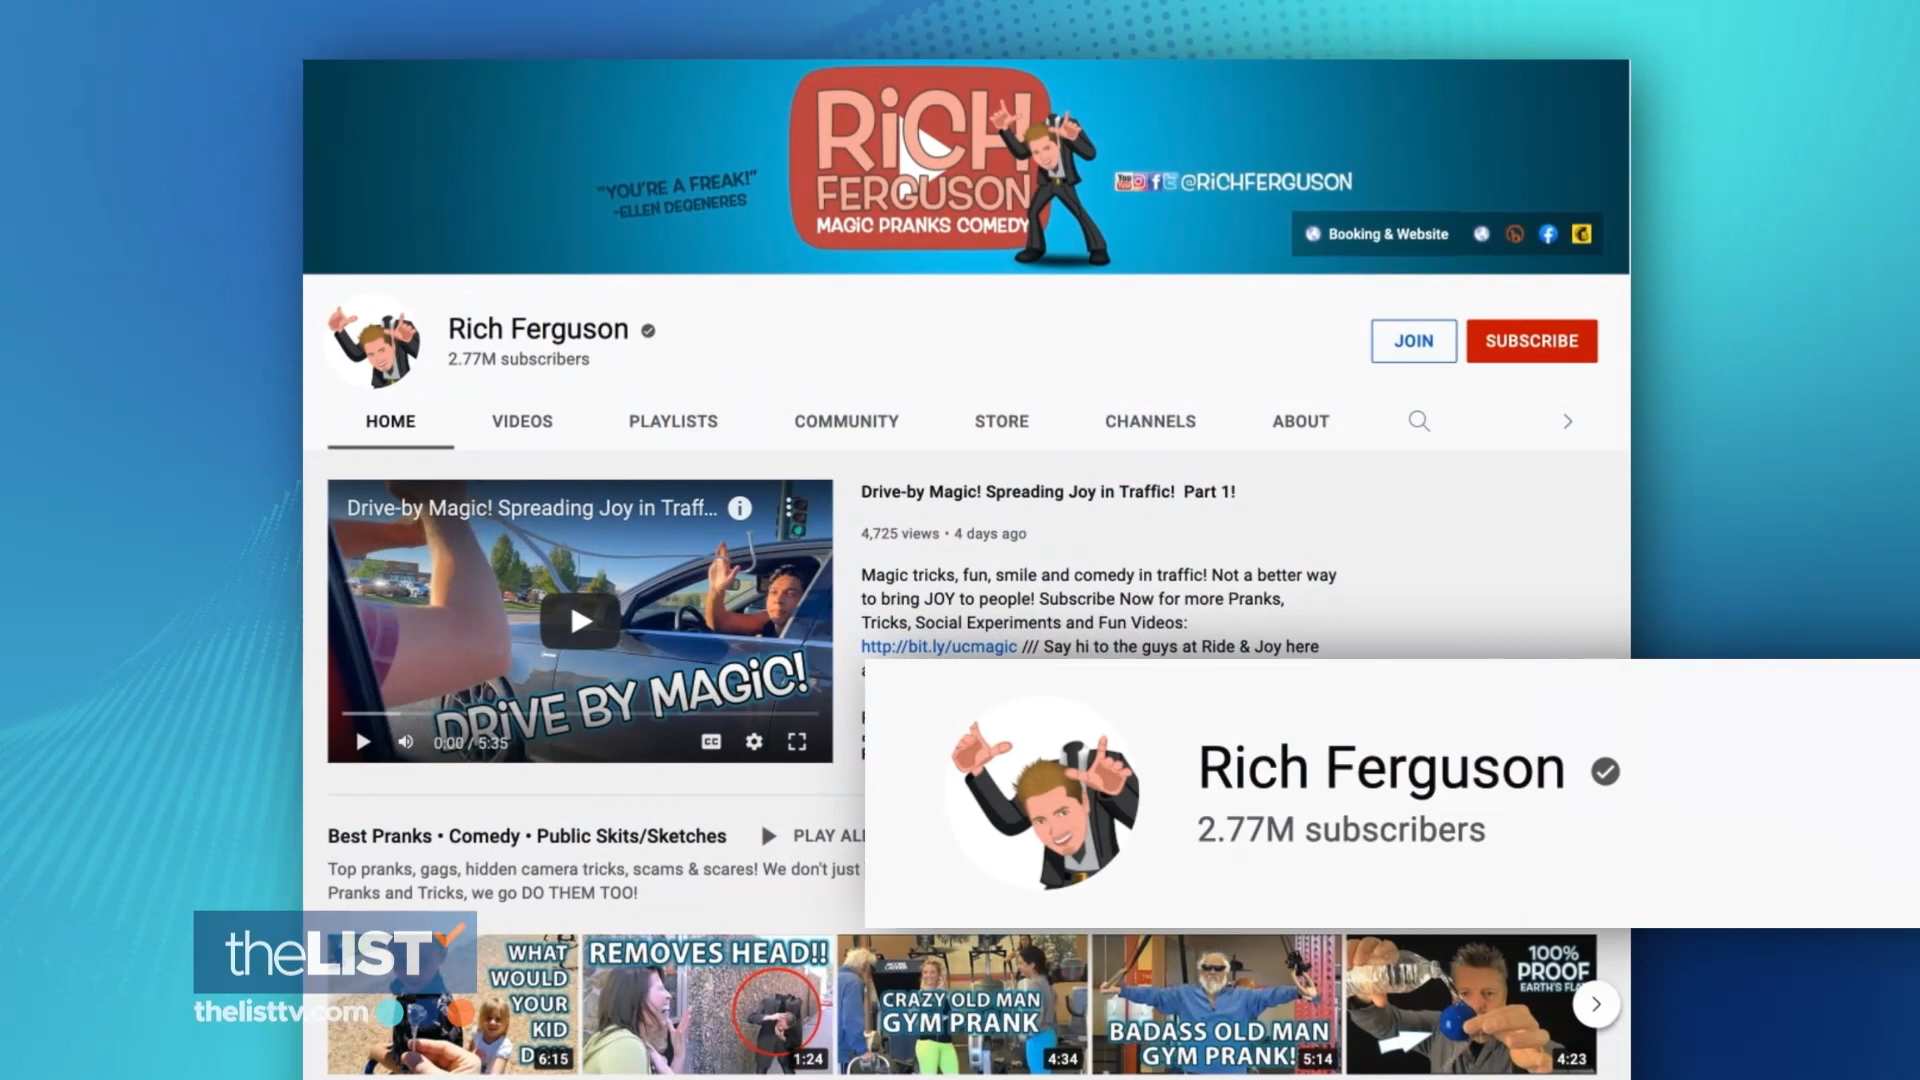 RiCH
FERGUSON
MAGiC PRANKS COMEDY
"YOU'RE A FREAK!"
-ELLEN DEGENERES
You Tube @RiCHFERGUSON
Booking & Website
Rich Ferguson
2.77M subscribers
JOIN
SUBSCRIBE
HOME
VIDEOS
PLAYLISTS
COMMUNITY
STORE
CHANNELS
ABOUT
Drive-by Magic! Spreading Joy in Traff...
DRiVE BY MAGiC!
0:00 / 5:35
CC
Drive-by Magic! Spreading Joy in Traffic! Part 1!
4,725 views • 4 days ago
Magic tricks, fun, smile and comedy in traffic! Not a better way
to bring JOY to people! Subscribe Now for more Pranks,
Tricks, Social Experiments and Fun Videos:
http://bit.ly/ucmagic /// Say hi to the guys at Ride & Joy here
Rich Ferguson
2.77M subscribers
Best Pranks • Comedy • Public Skits/Sketches
PLAY ALL
Top pranks, gags, hidden camera tricks, scams & scares! We don't just
Pranks and Tricks, we go DO THEM TOO!
theLIST
thelisttv.com
WHAT
WOULD
YOUR
KID
6:15
REMOVES HEAD!!
1:24
CRAZY OLD MAN
GYM PRANK
4:34
BADASS OLD MAN
GYM PRANK!
5:14
100%
PROOF
EARTH'S
4:23